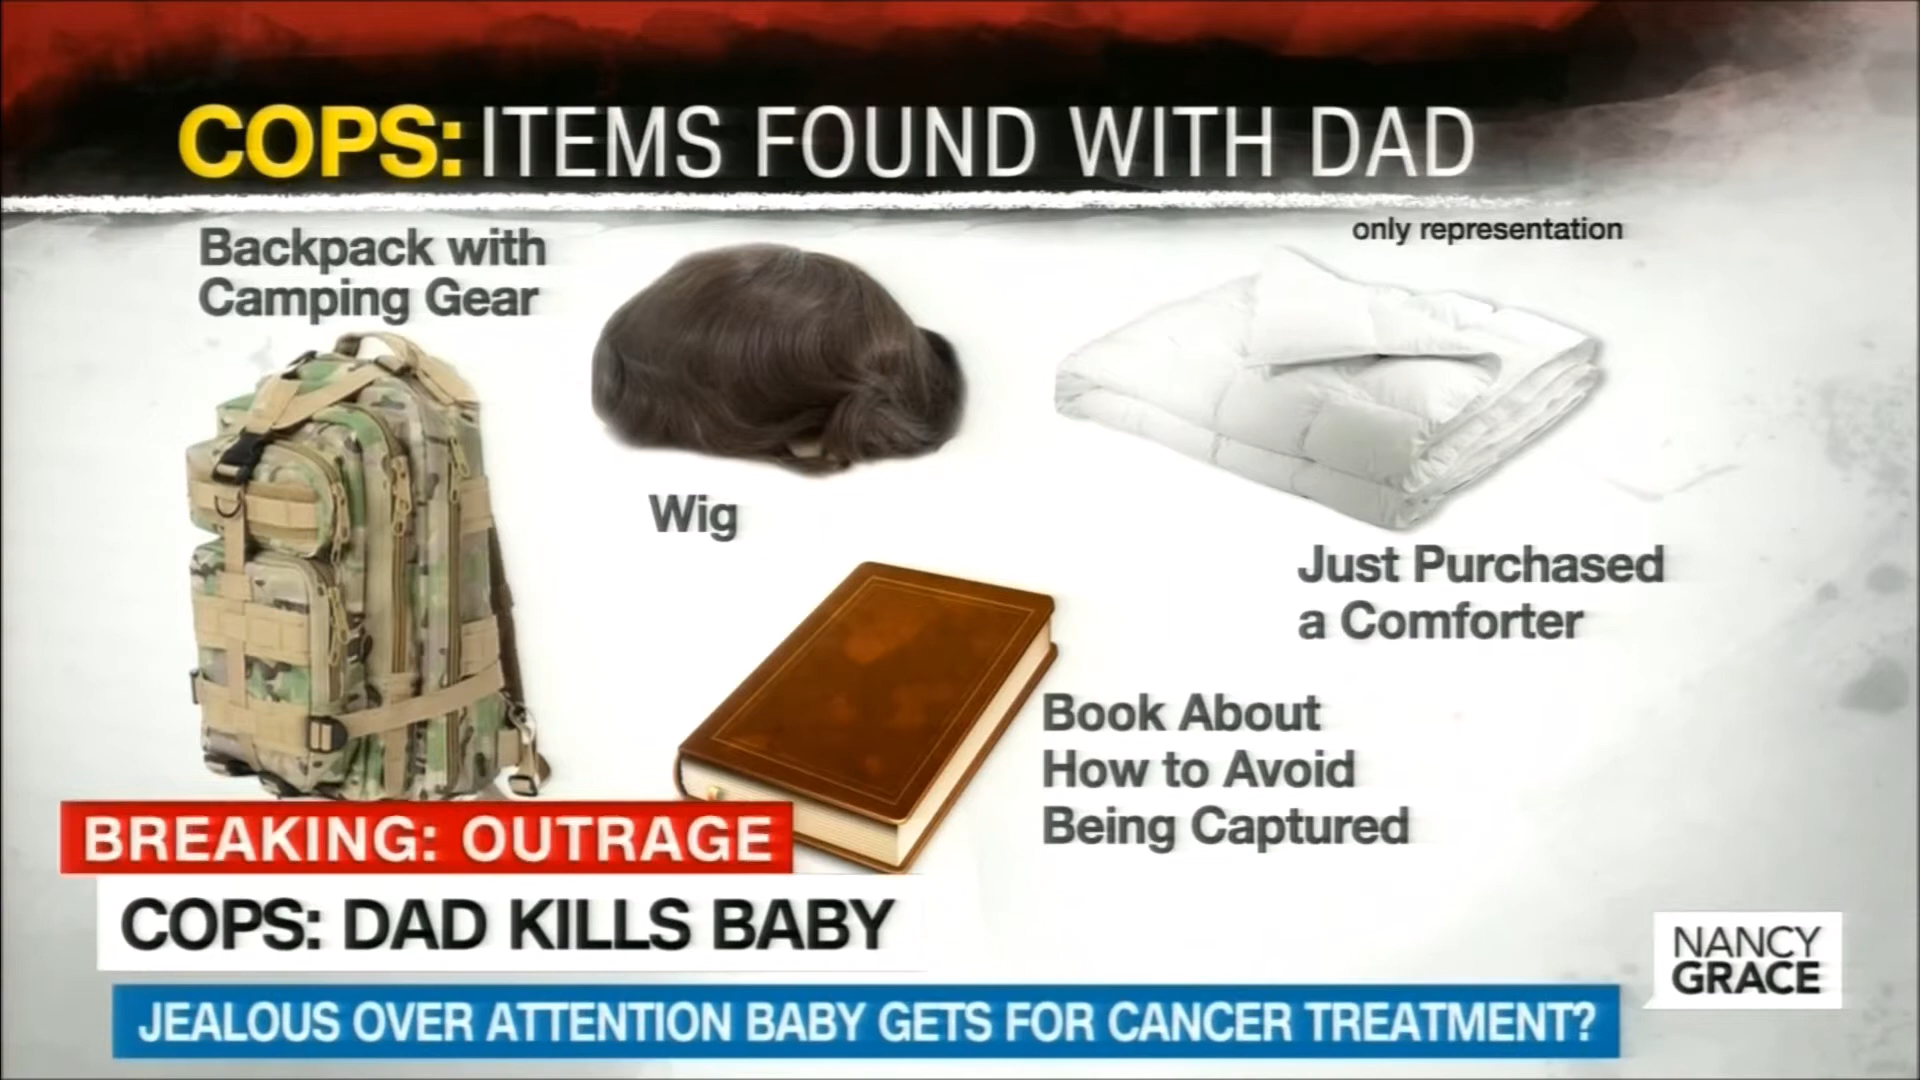 COPS: ITEMS FOUND WITH DAD
only representation
Backpack with
Camping Gear
Wig
Just Purchased
a Comforter
Book About
How to Avoid
Being Captured
BREAKING: OUTRAGE
COPS: DAD KILLS BABY
NANCY
GRACE
JEALOUS OVER ATTENTION BABY GETS FOR CANCER TREATMENT?